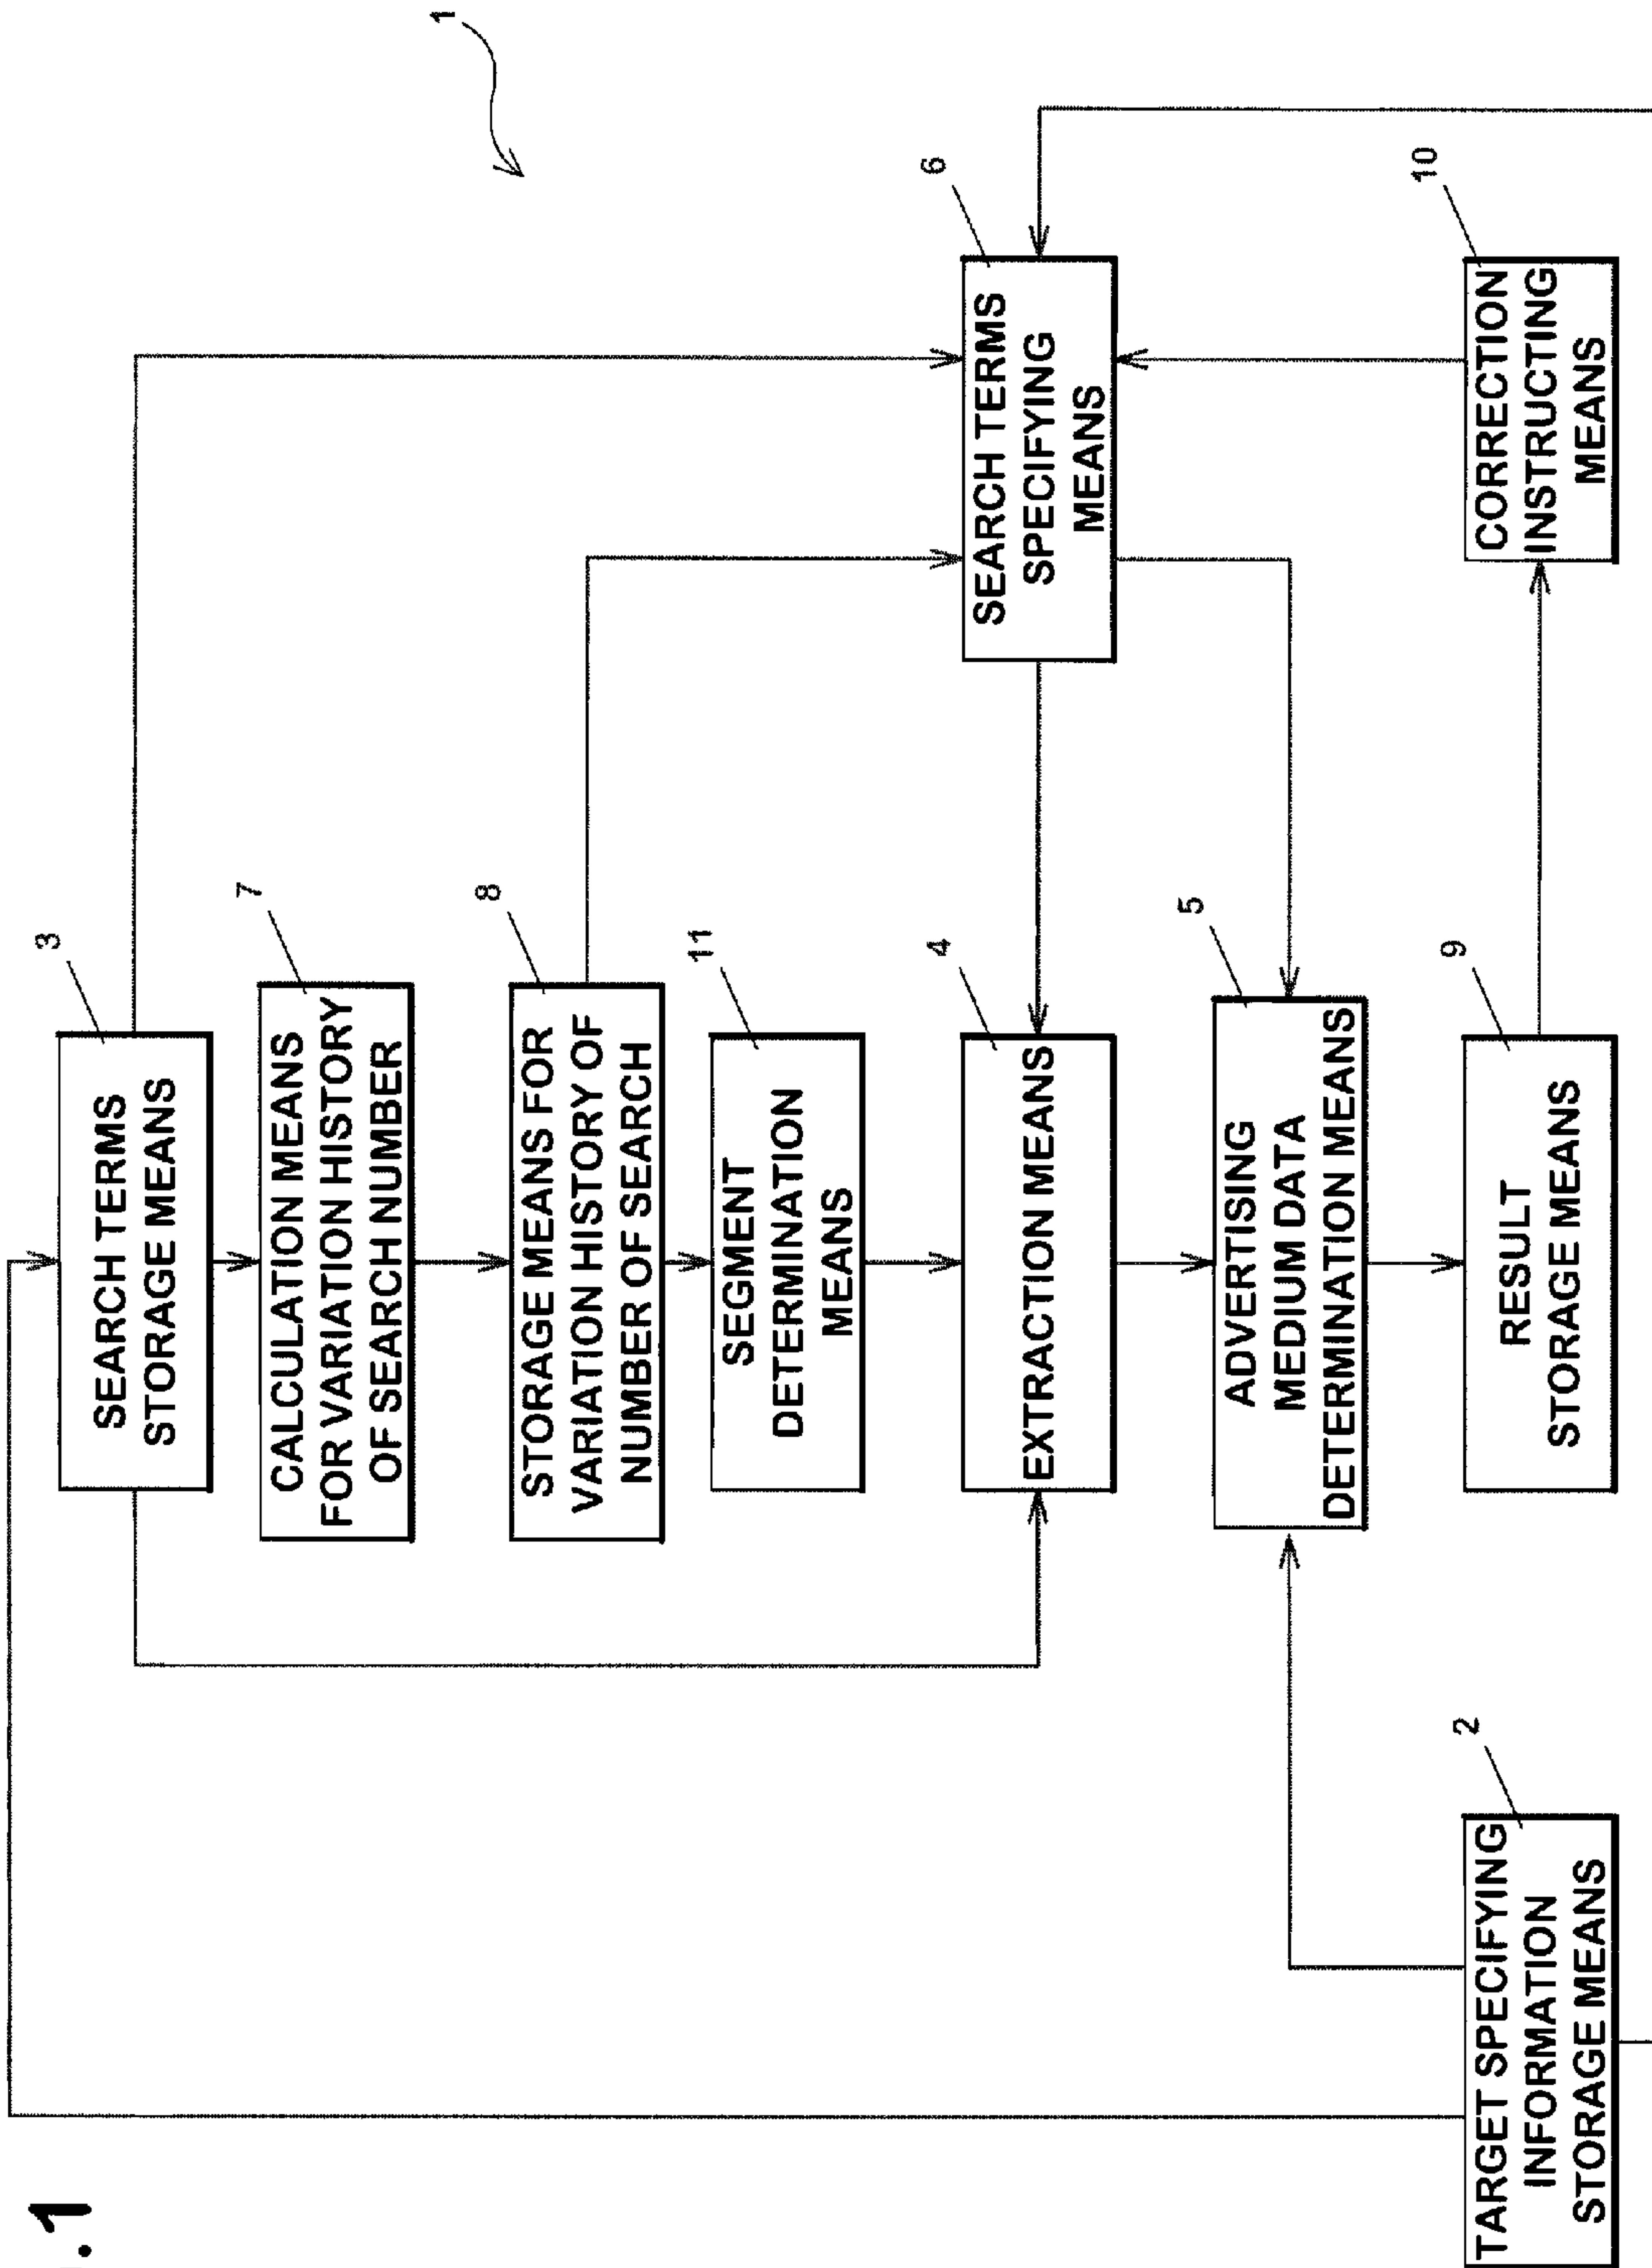 .1
1
3
SEARCH TERMS
STORAGE MEANS
7
CALCULATION MEANS
FOR VARIATION HISTORY
OF SEARCH NUMBER
8
STORAGE MEANS FOR
VARIATION HISTORY OF
NUMBER OF SEARCH
11
SEGMENT
DETERMINATION
MEANS
6
SEARCH TERMS
SPECIFYING
MEANS
4
EXTRACTION MEANS
5
ADVERTISING
MEDIUM DATA
DETERMINATION MEANS
2
TARGET SPECIFYING
INFORMATION
STORAGE MEANS
9
RESULT
STORAGE MEANS
10
CORRECTION
INSTRUCTING
MEANS